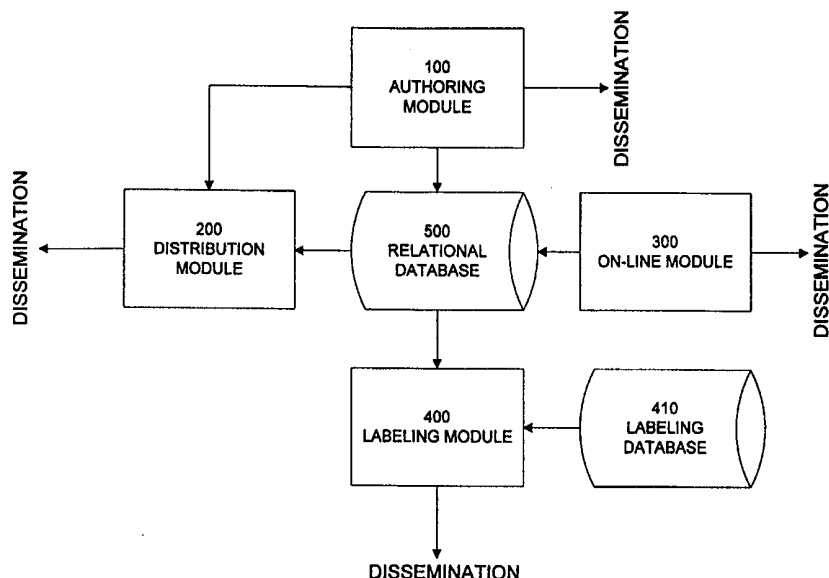 100
AUTHORING
MODULE
DISSEMINATION
DISSEMINATION
200
DISTRIBUTION
MODULE
500
RELATIONAL
DATABASE
300
ON-LINE MODULE
DISSEMINATION
400
LABELING MODULE
410
LABELING
DATABASE
DISSEMINATION